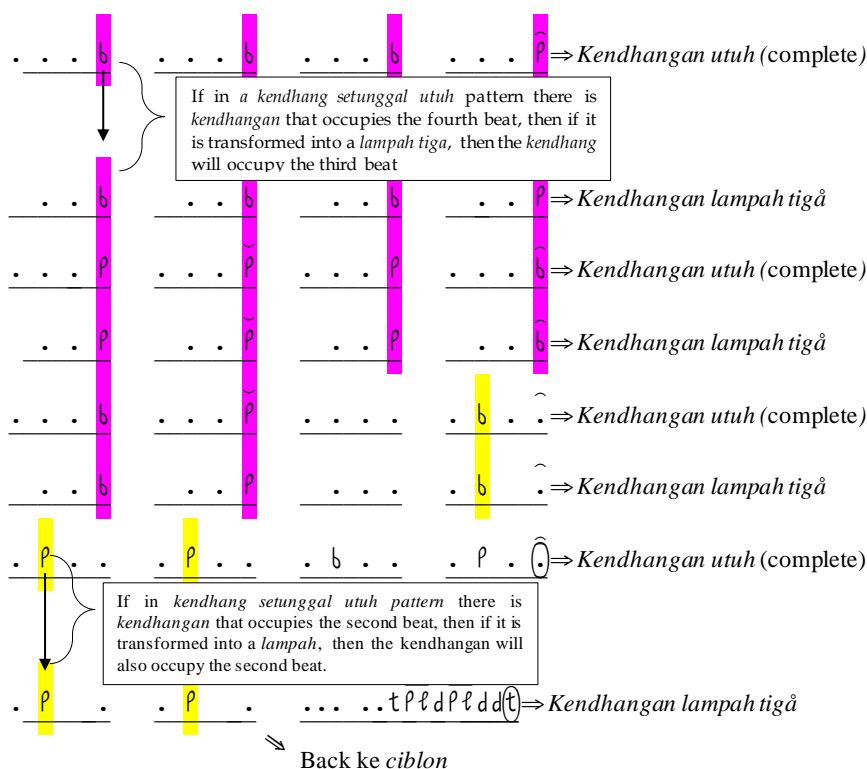 . . . b . . . b . . . b . . . ρ̂ ⇒ Kendhangan utuh (complete)
If in a kendhang setunggal utuh pattern there is
kendhangan that occupies the fourth beat, then if it
is transformed into a lampah tiga, then the kendhang
will occupy the third beat
. . b . . b . . b . . ρ ⇒ Kendhangan lampah tigå
. . . ρ . . . ρ̆ . . . ρ . . . b̂ ⇒ Kendhangan utuh (complete)
. . ρ . . ρ̆ . . ρ . . b̂ ⇒ Kendhangan lampah tigå
. . . b . . . ρ̆ . . . . . b . .̂ ⇒ Kendhangan utuh (complete)
. . b . . ρ . . . . b .̂ ⇒ Kendhangan lampah tigå
. ρ . . . ρ . . . b . . . ρ . .̂ ⇒ Kendhangan utuh (complete)
If in kendhang setunggal utuh pattern there is
kendhangan that occupies the second beat, then if it is
transformed into a lampah, then the kendhangan will
also occupy the second beat.
. ρ . . ρ . ... ..tρℓdρℓddt ⇒ Kendhangan lampah tigå
⇘ Back ke ciblon